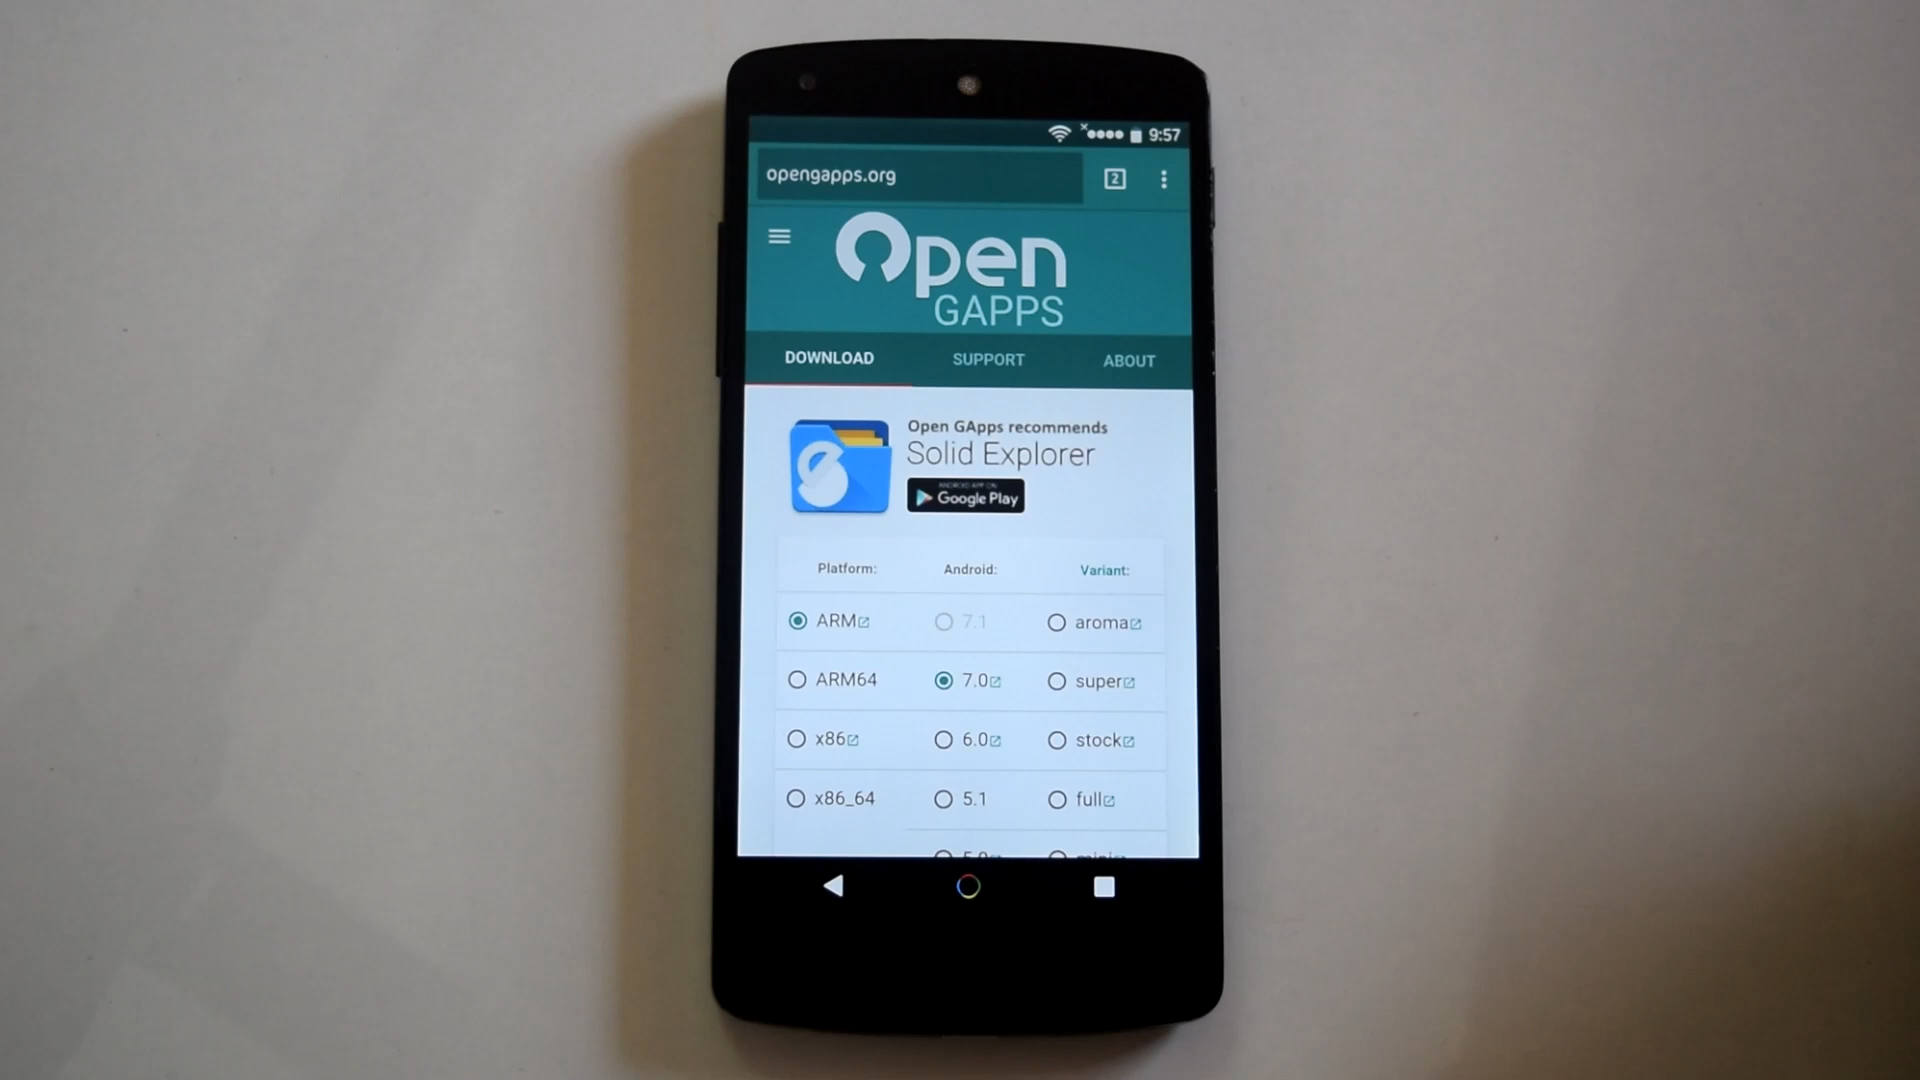 9:57
opengapps.org
2
Open
GAPPS
DOWNLOAD SUPPORT ABOUT
Open GApps recommends
Solid Explorer
ANDROID APP ON
Google Play
Platform: Android: Variant:
ARM 7.1 aroma
ARM64 7.0 super
x86 6.0 stock
x86_64 5.1 full